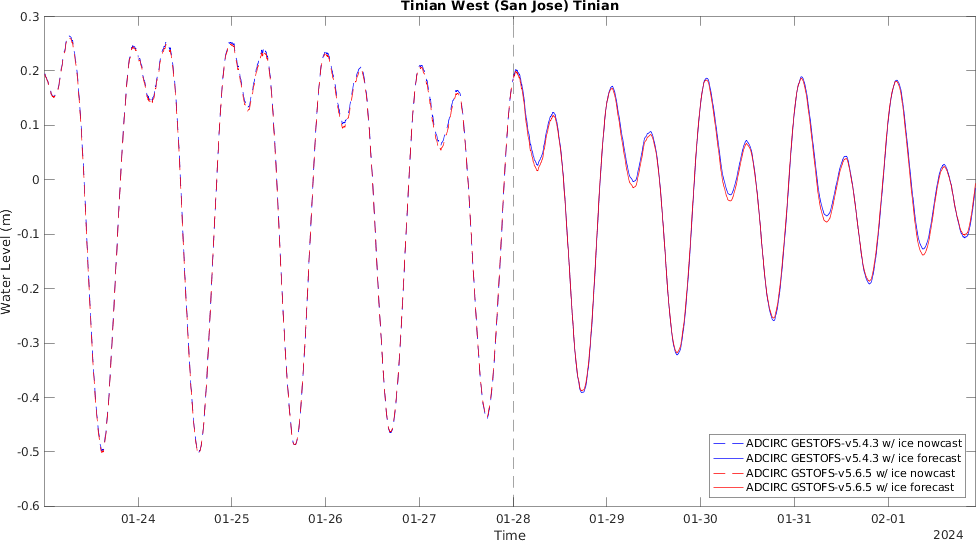 Tinian West (San Jose) Tinian
0.3
0.2
0.1
0
-0.1
-0.2
-0.3
-0.4
-0.5
-0.6
Water Level (m)
01-24 01-25 01-26 01-27 01-28 01-29 01-30 01-31 02-01
Time
2024
ADCIRC GESTOFS-v5.4.3 w/ ice nowcast
ADCIRC GESTOFS-v5.4.3 w/ ice forecast
ADCIRC GSTOFS-v5.6.5 w/ ice nowcast
ADCIRC GSTOFS-v5.6.5 w/ ice forecast